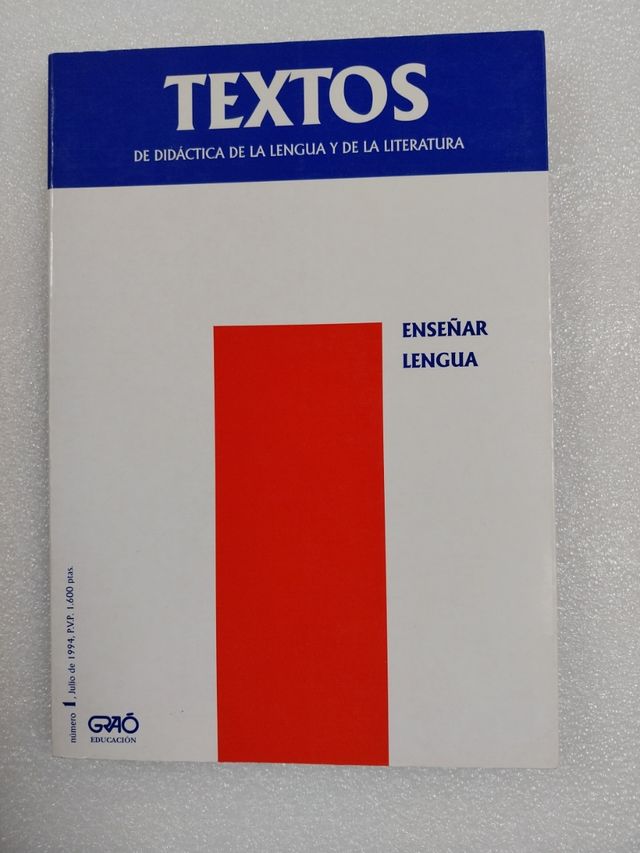 TEXTOS
DE DIDÁCTICA DE LA LENGUA Y DE LA LITERATURA
ENSEÑAR
LENGUA
número 1, Julio de 1994. P.V.P. 1.600 ptas.
GRAÓ
EDUCACIÓN